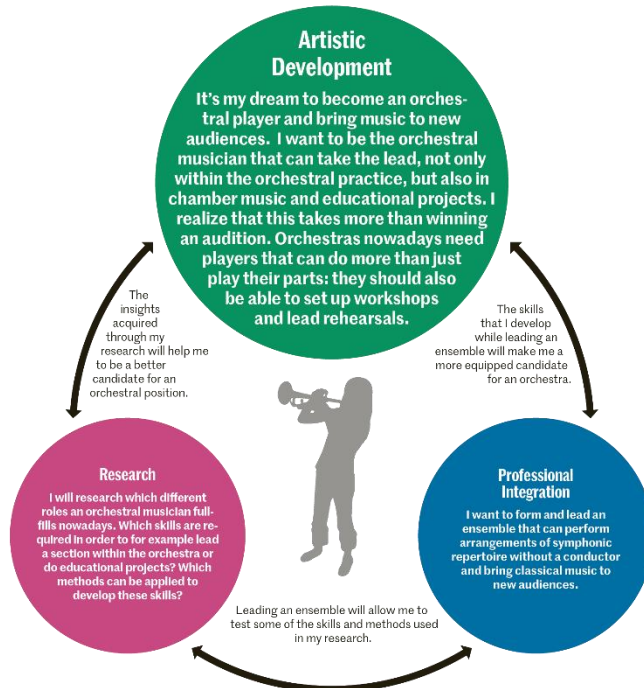 Artistic
Development
It's my dream to become an orches-
tral player and bring music to new
audiences. I want to be the orchestral
musician that can take the lead, not only
within the orchestral practice, but also in
chamber music and educational projects. I
realize that this takes more than winning
an audition. Orchestras nowadays need
players that can do more than just
play their parts: they should also
be able to set up workshops
and lead rehearsals.
The
insights
acquired
through my
research will help me
to be a better
candidate for an
orchestral position.
The skills
that I develop
while leading an
ensemble will make me a
more equipped candidate
for an orchestra.
Research
I will research which different
roles an orchestral musician full-
fills nowadays. Which skills are re-
quired in order to for example lead
a section within the orchestra or
do educational projects? Which
methods can be applied to
develop these skills?
Professional
Integration
I want to form and lead an
ensemble that can perform
arrangements of symphonic
repertoire without a conductor
and bring classical music to
new audiences.
Leading an ensemble will allow me to
test some of the skills and methods used
in my research.